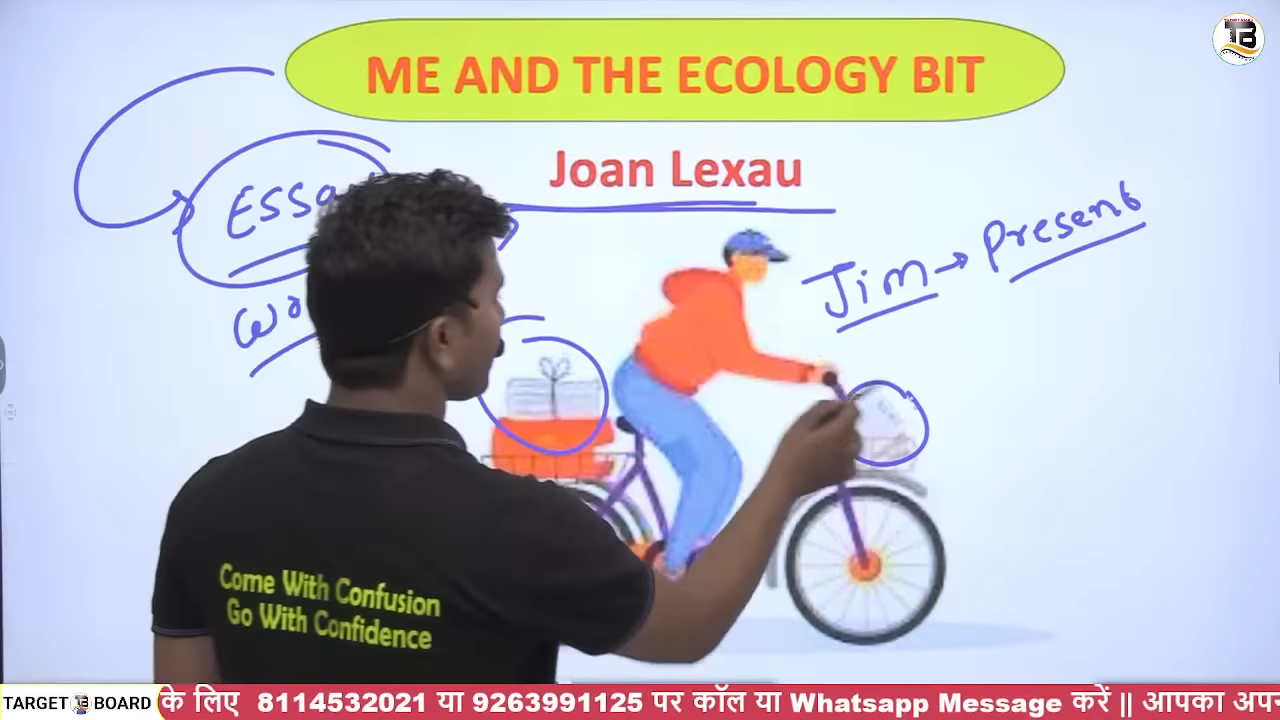 TB
ME AND THE ECOLOGY BIT
Joan Lexau
Jim → Present
Come With Confusion
Go With Confidence
TARGET BOARD के लिए 8114532021 या 9263991125 पर कॉल या Whatsapp Message करें || आपका